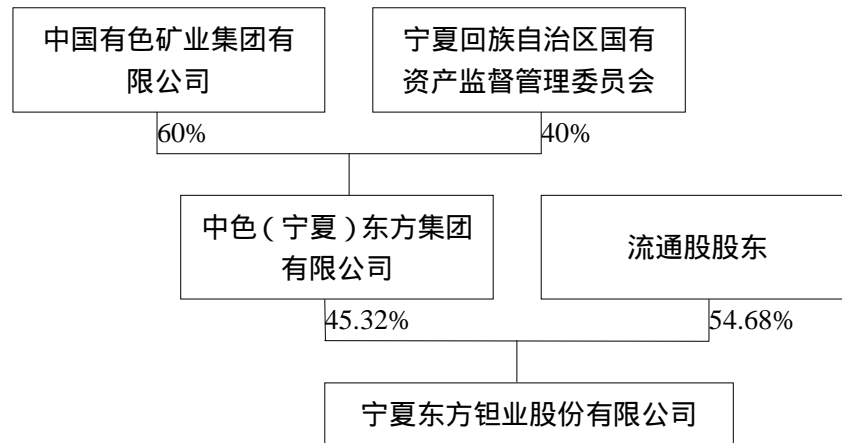 中国有色矿业集团有
限公司
宁夏回族自治区国有
资产监督管理委员会
60%
40%
中色（宁夏）东方集团
有限公司
流通股股东
45.32%
54.68%
宁夏东方钽业股份有限公司